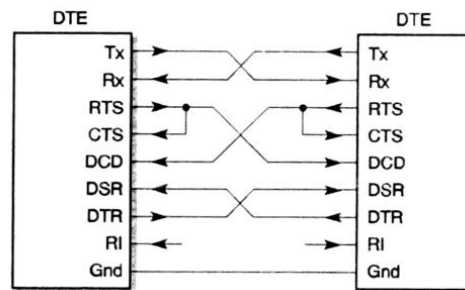 DTE DTE
Tx Tx
Rx Rx
RTS RTS
CTS CTS
DCD DCD
DSR DSR
DTR DTR
RI RI
Gnd Gnd